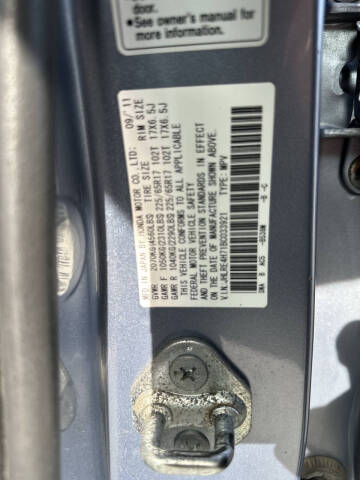 door.
•See owner's manual for
more information.
MFD. IN JAPAN BY HONDA MOTOR CO., LTD. 09/'11
TIRE SIZE RIM SIZE
GVWR 2070KG(4560LBS)
GAWR F 1050KG(2310LBS) 225/65R17 102T 17X6.5J
GAWR R 1040KG(2290LBS) 225/65R17 102T 17X6.5J
THIS VEHICLE CONFORMS TO ALL APPLICABLE
FEDERAL MOTOR VEHICLE SAFETY
AND THEFT PREVENTION STANDARDS IN EFFECT
ON THE DATE OF MANUFACTURE SHOWN ABOVE.
TYPE: MPV